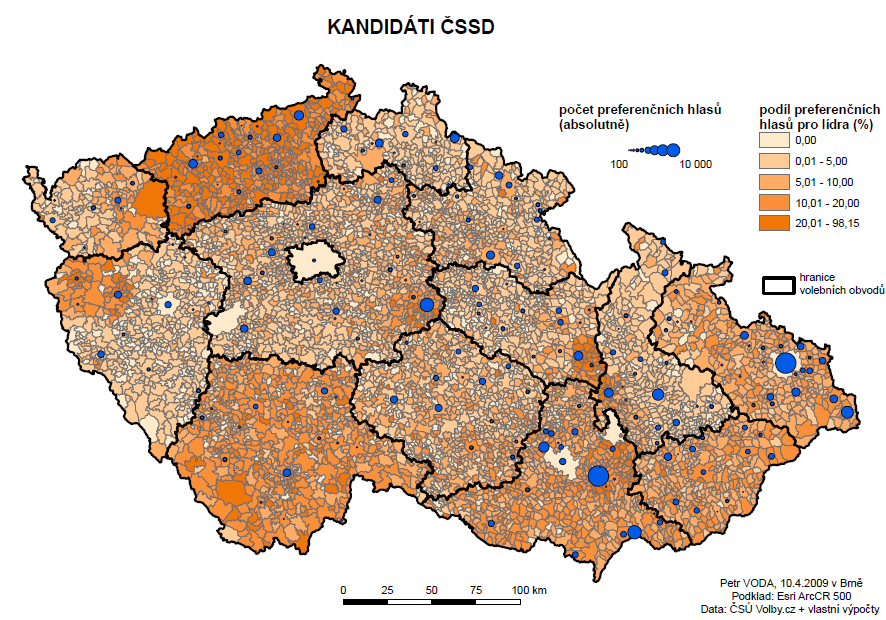 KANDIDÁTI ČSSD
počet preferenčních hlasů
(absolutně)
100
10 000
podíl preferenčních
hlasů pro lídra (%)
0,00
0,01 - 5,00
5,01 - 10,00
10,01 - 20,00
20,01 - 98,15
hranice
volebních obvodů
0 25 50 75 100 km
Petr VODA, 10.4.2009 v Brně
Podklad: Esri ArcCR 500
Data: ČSÚ Volby.cz + vlastní výpočty